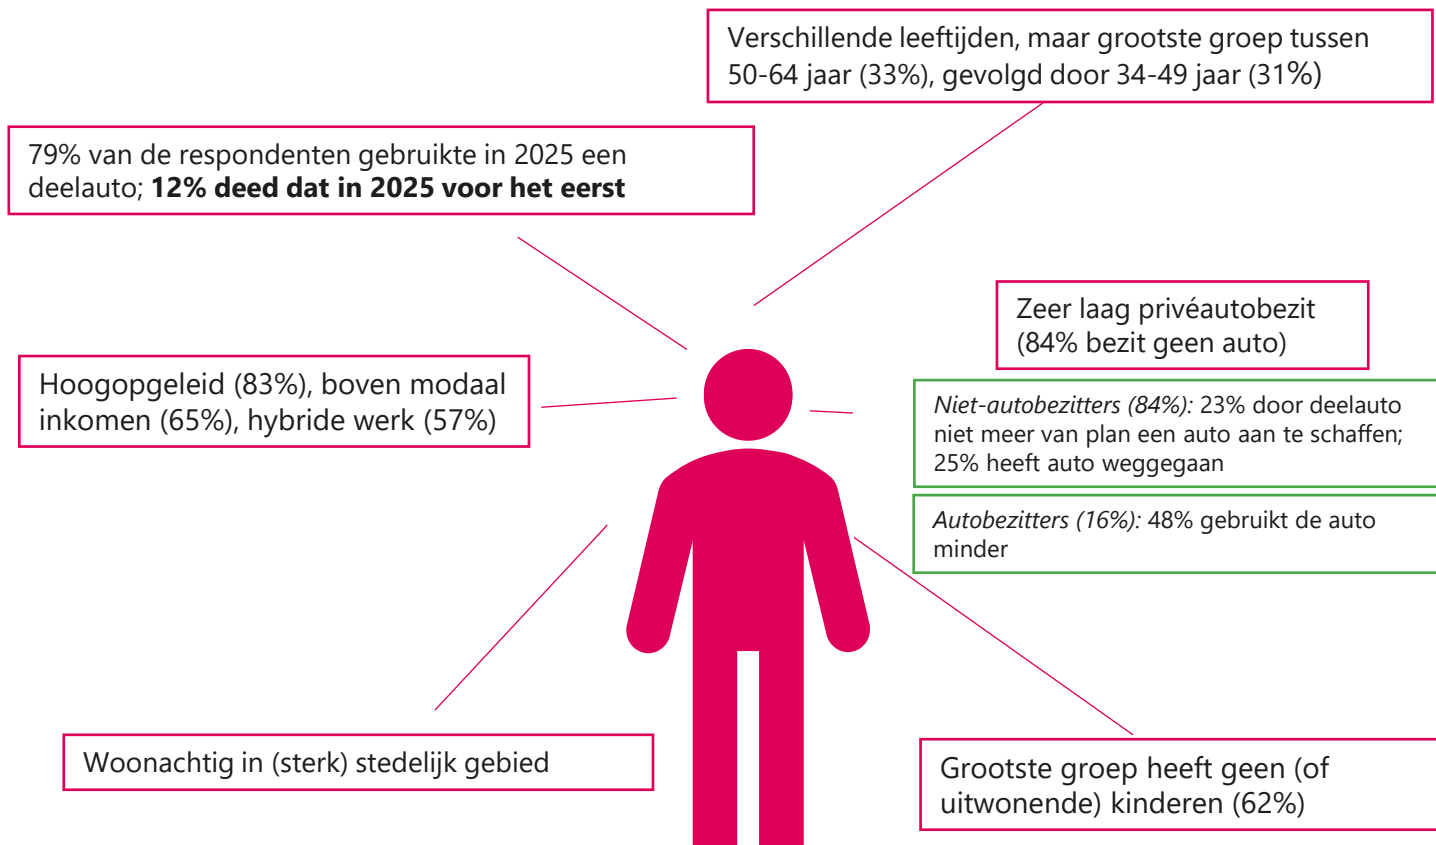 Verschillende leeftijden, maar grootste groep tussen
50-64 jaar (33%), gevolgd door 34-49 jaar (31%)
79% van de respondenten gebruikte in 2025 een
deelauto; 12% deed dat in 2025 voor het eerst
Zeer laag privéautobezit
(84% bezit geen auto)
Hoogopgeleid (83%), boven modaal
inkomen (65%), hybride werk (57%)
Niet-autobezitters (84%): 23% door deelauto
niet meer van plan een auto aan te schaffen;
25% heeft auto weggegaan
Autobezitters (16%): 48% gebruikt de auto
minder
Woonachtig in (sterk) stedelijk gebied
Grootste groep heeft geen (of
uitwonende) kinderen (62%)